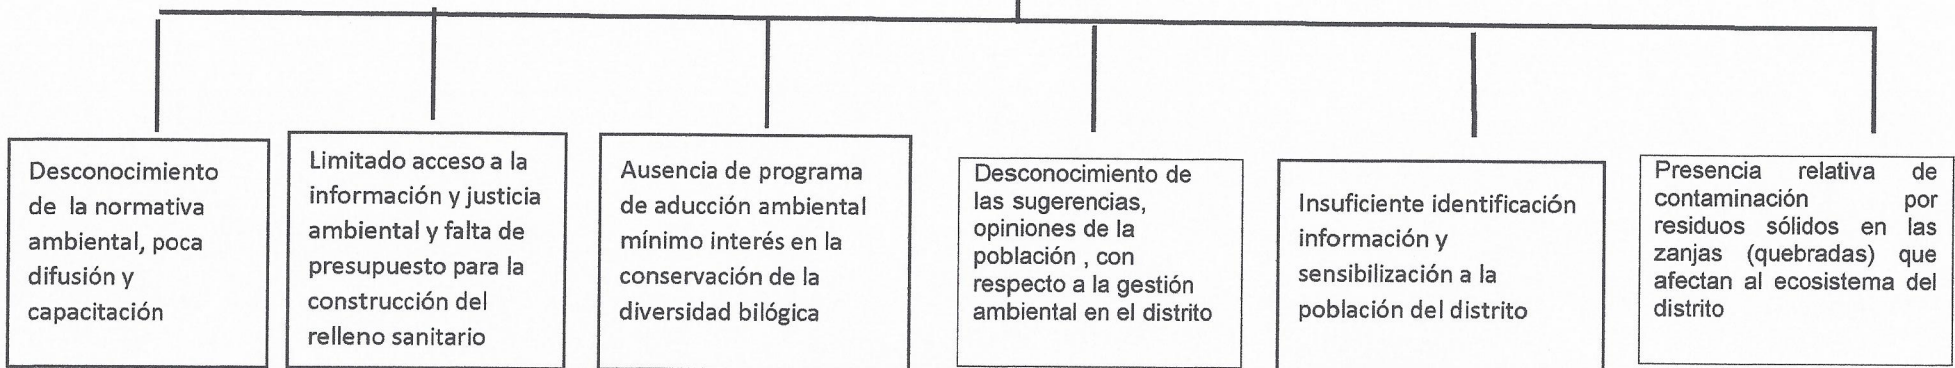 Desconocimiento
de la normativa
ambiental, poca
difusión y
capacitación
Limitado acceso a la
información y justicia
ambiental y falta de
presupuesto para la
construcción del
relleno sanitario
Ausencia de programa
de aducción ambiental
mínimo interés en la
conservación de la
diversidad bilógica
Desconocimiento de
las sugerencias,
opiniones de la
población , con
respecto a la gestión
ambiental en el distrito
Insuficiente identificación
información y
sensibilización a la
población del distrito
Presencia relativa de
contaminación por
residuos sólidos en las
zanjas (quebradas) que
afectan al ecosistema del
distrito